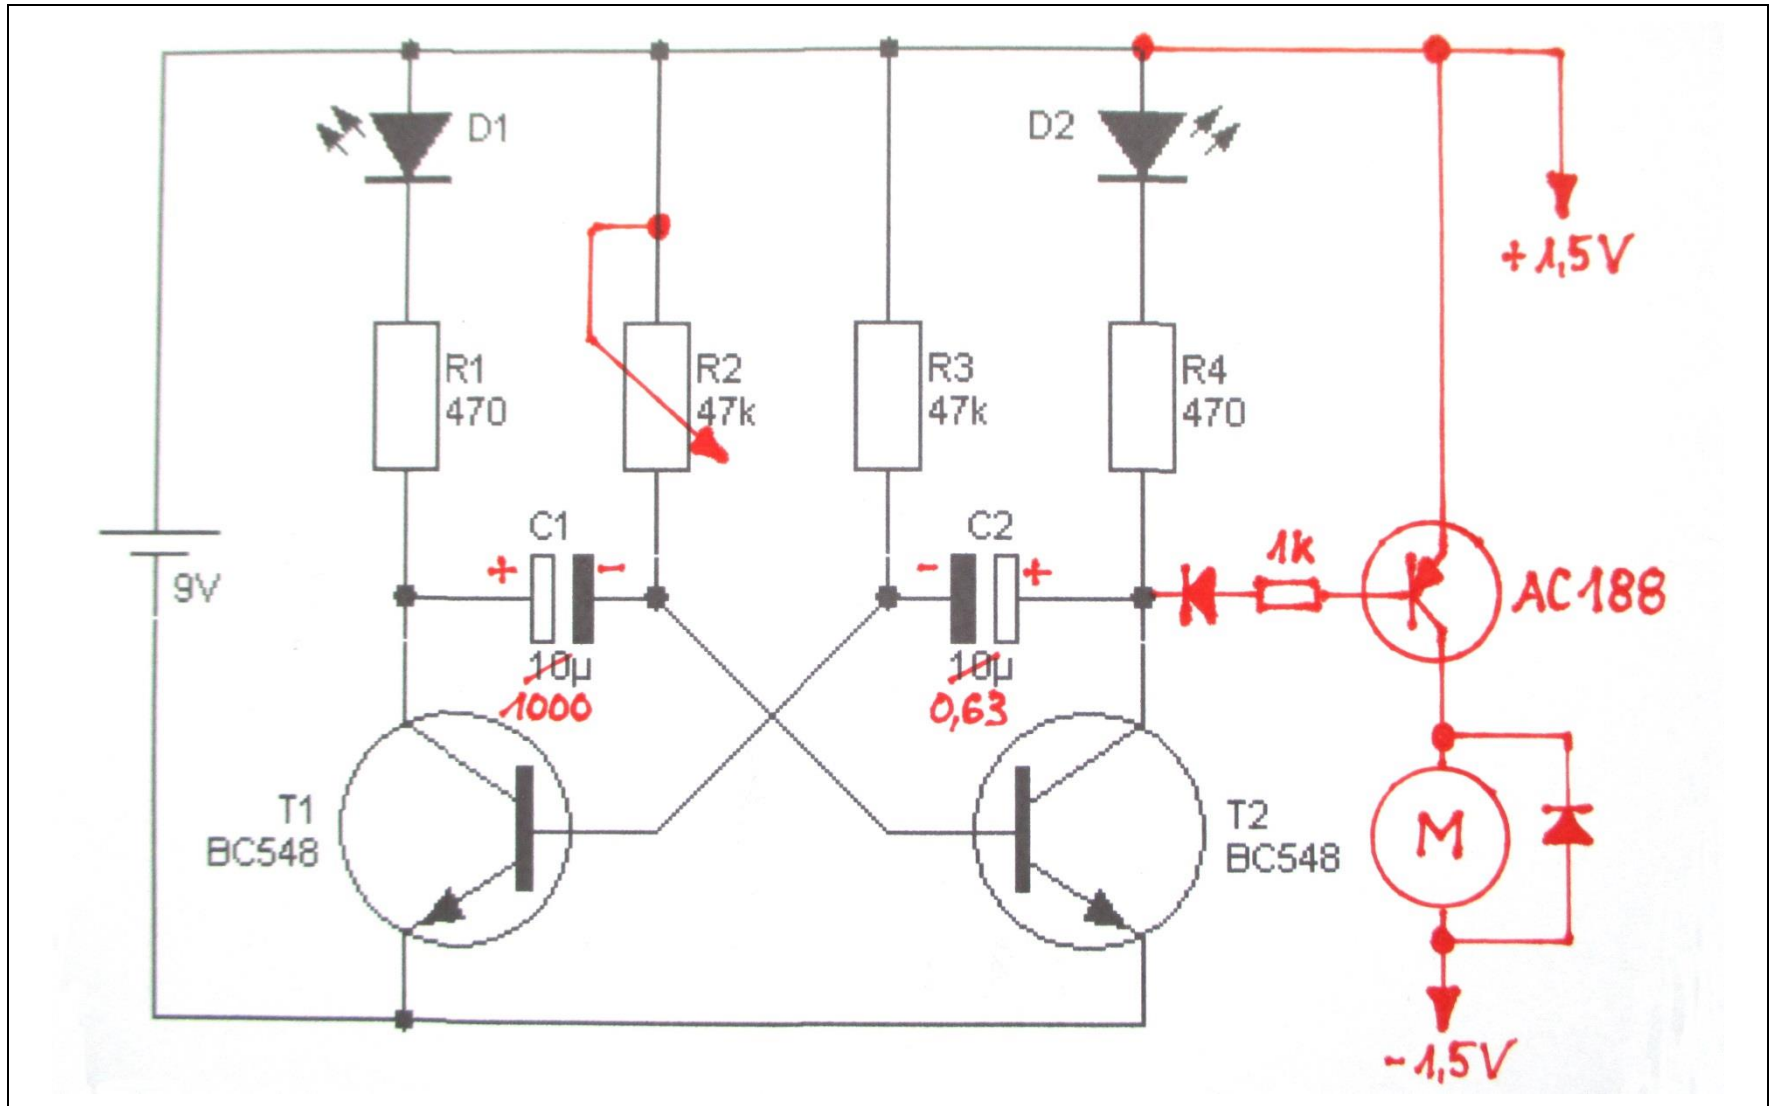 D1
D2
+1,5V
R1
470
R2
47k
R3
47k
R4
470
C1
C2
+ -
- +
1k
9V
AC188
10µ
1000
10µ
0,63
T1
BC548
T2
BC548
M
-1,5V